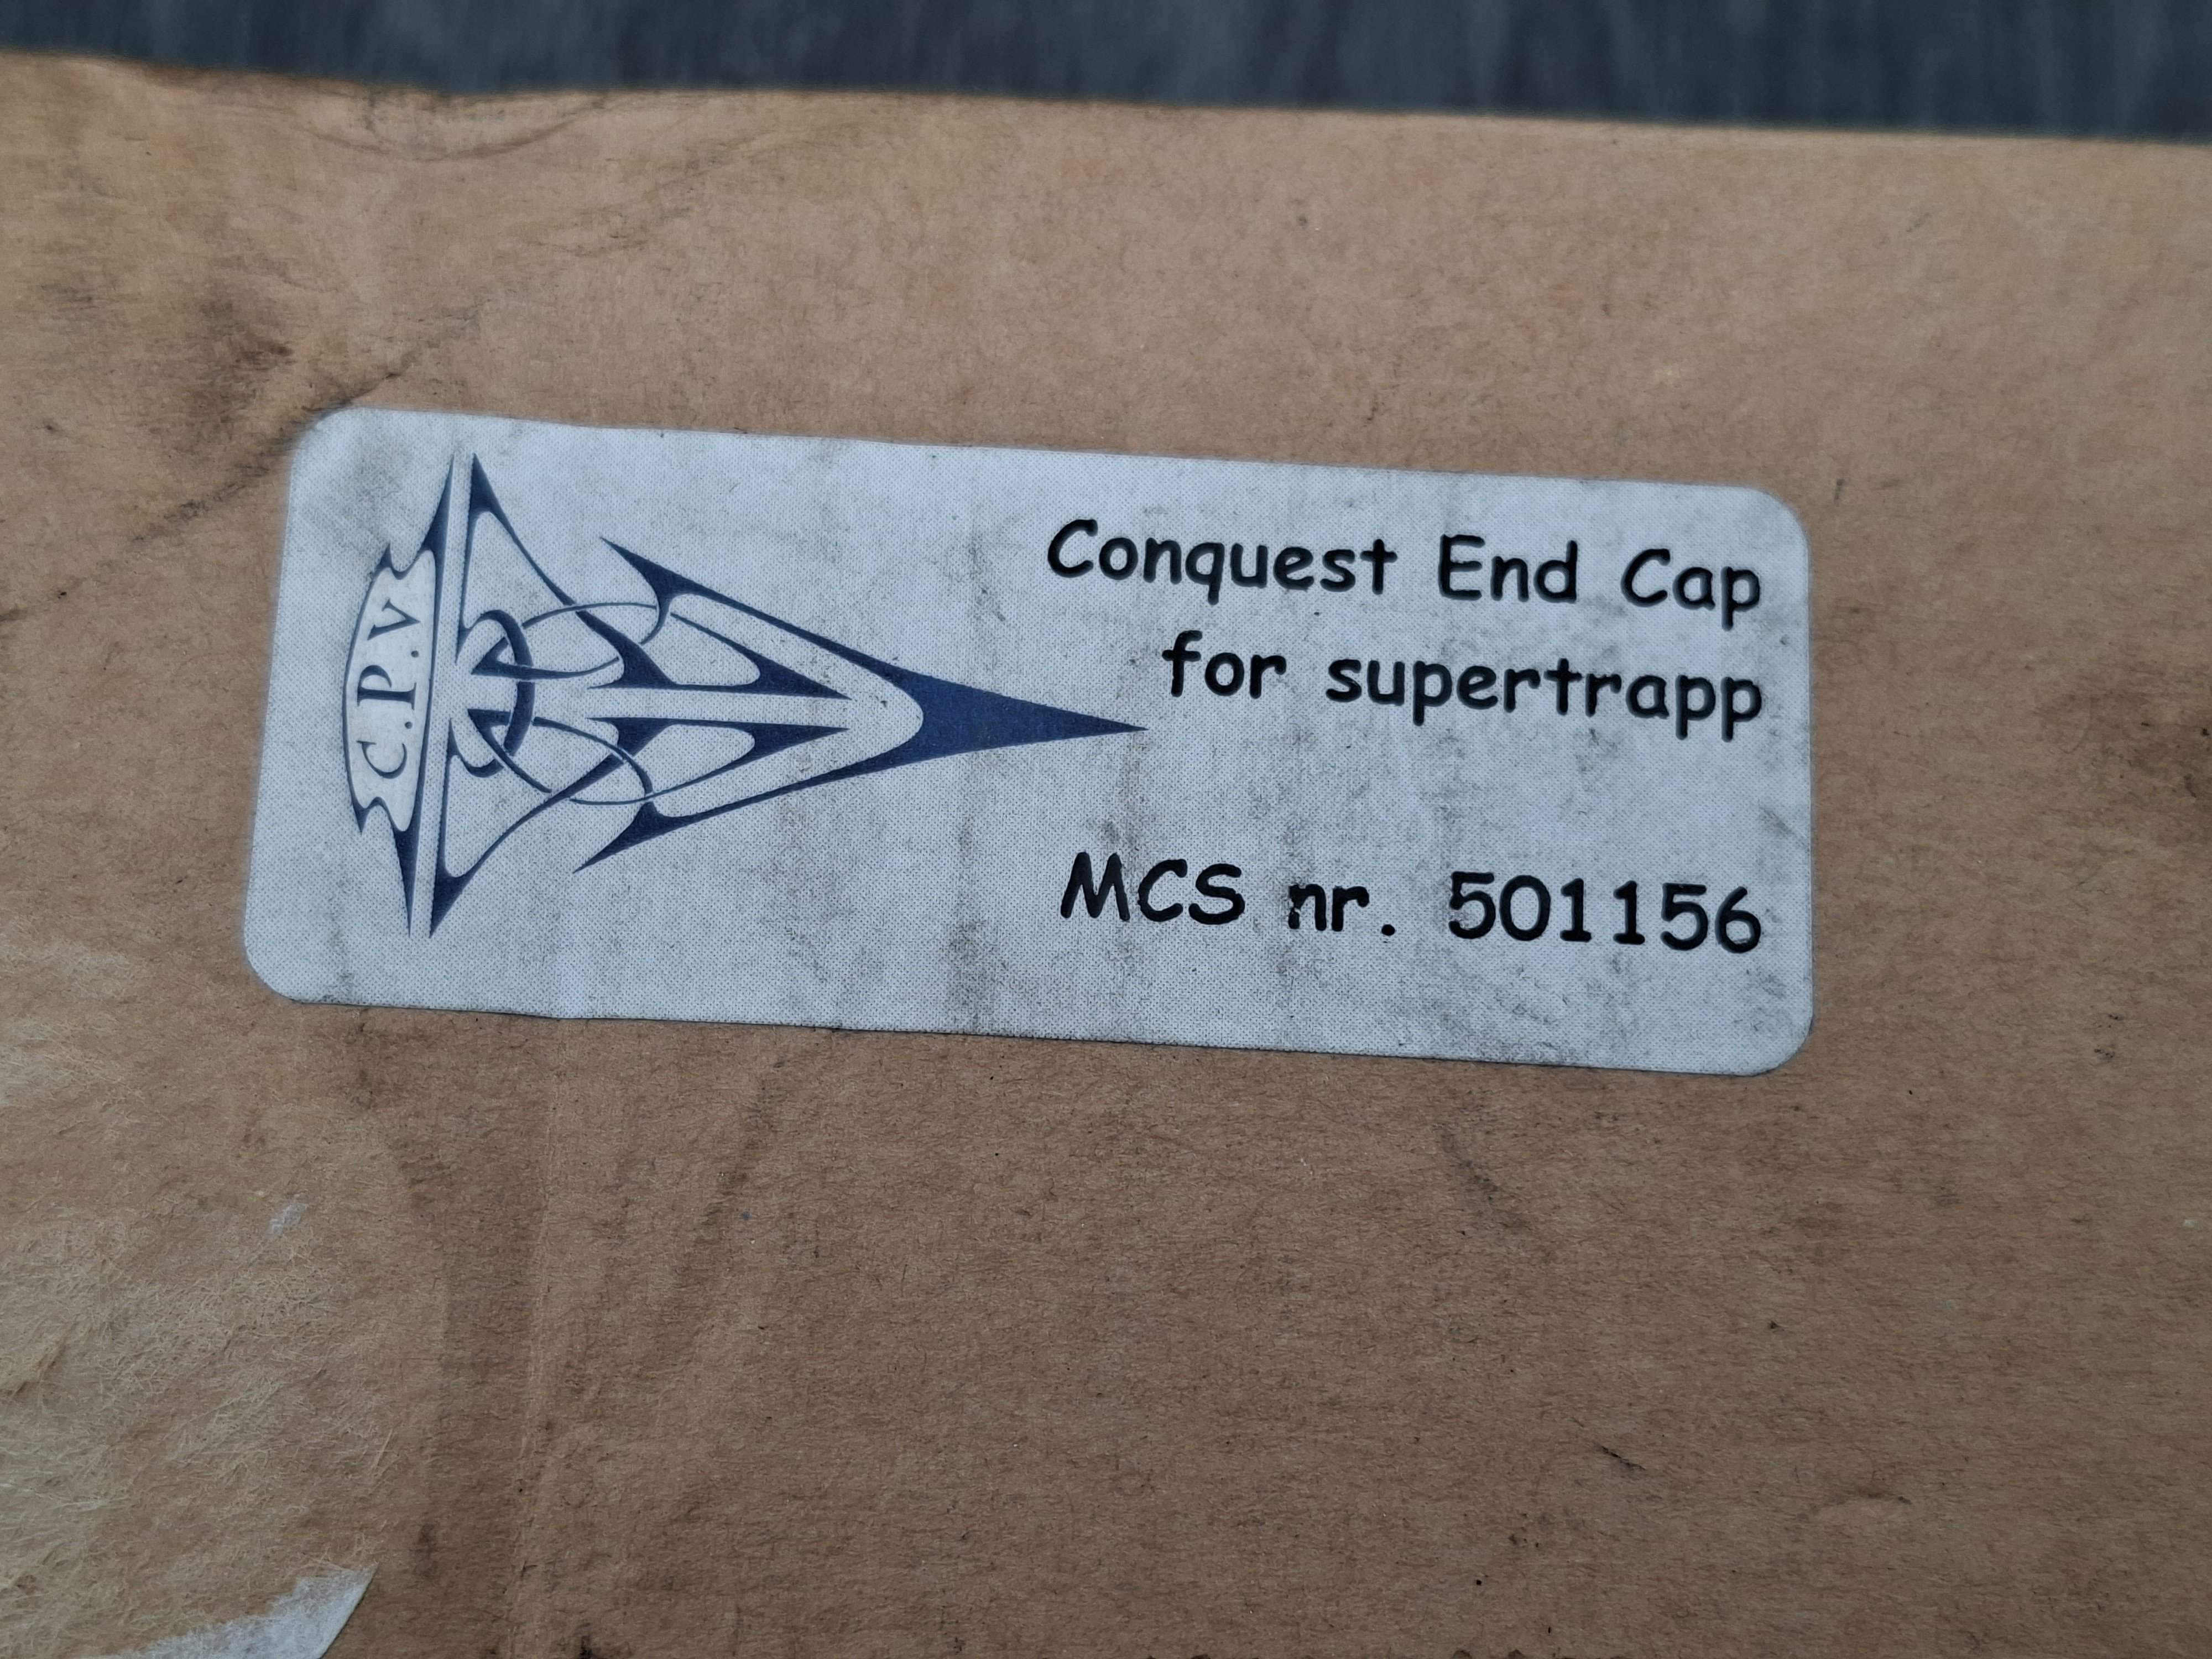 C.P.V.
Conquest End Cap
for supertrapp
MCS nr. 501156